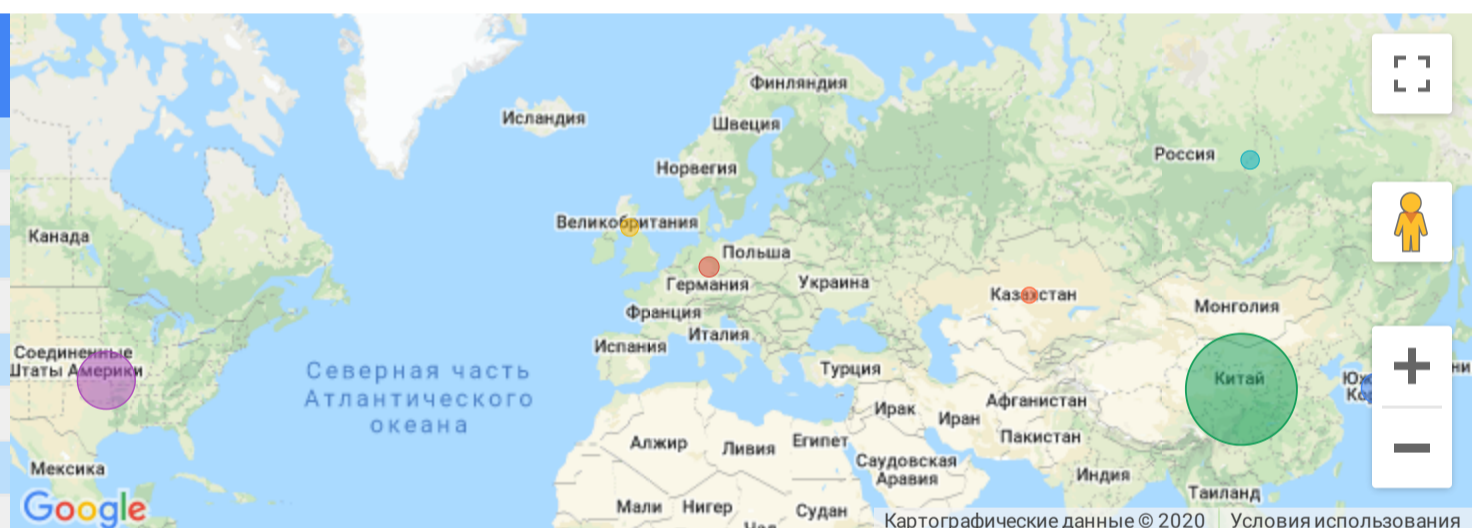 Финляндия
Исландия
Швеция
Россия
Норвегия
Великобритания
Канада
Польша
Германия
Украина
Казахстан
Монголия
Франция
Италия
Испания
Соединенные
Штаты Америки
Турция
Китай
Северная часть
Атлантического
океана
Афганистан
Ирак
Иран
Пакистан
Алжир
Ливия
Египет
Саудовская
Аравия
Индия
Мексика
Таиланд
Мали
Нигер
Судан
Google
Картографические данные © 2020
Условия использования